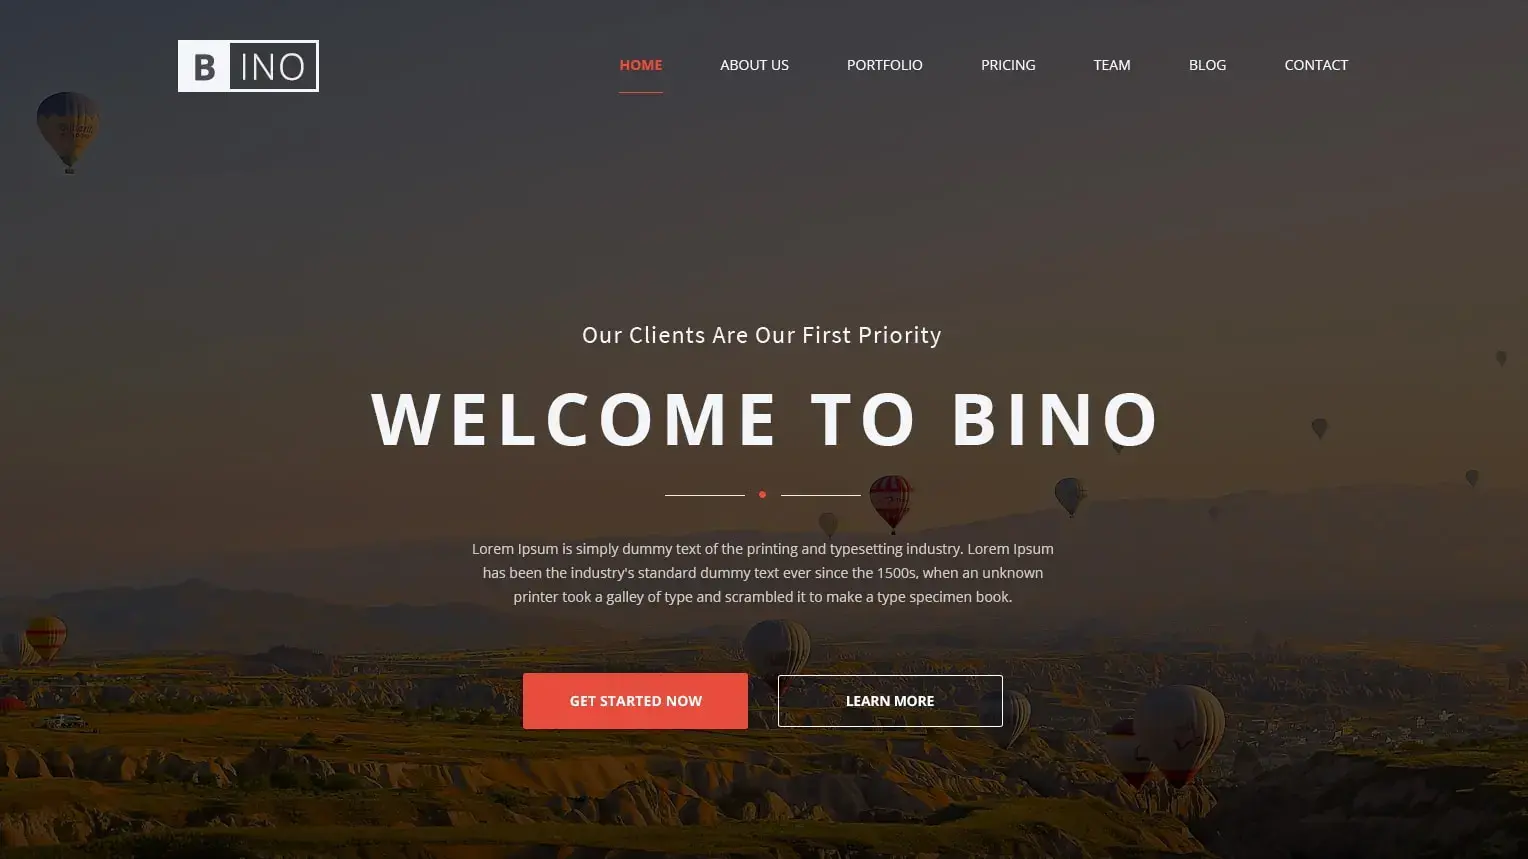 B INO
HOME ABOUT US PORTFOLIO PRICING TEAM BLOG CONTACT
Our Clients Are Our First Priority
WELCOME TO BINO
Lorem Ipsum is simply dummy text of the printing and typesetting industry. Lorem Ipsum
has been the industry's standard dummy text ever since the 1500s, when an unknown
printer took a galley of type and scrambled it to make a type specimen book.
GET STARTED NOW LEARN MORE